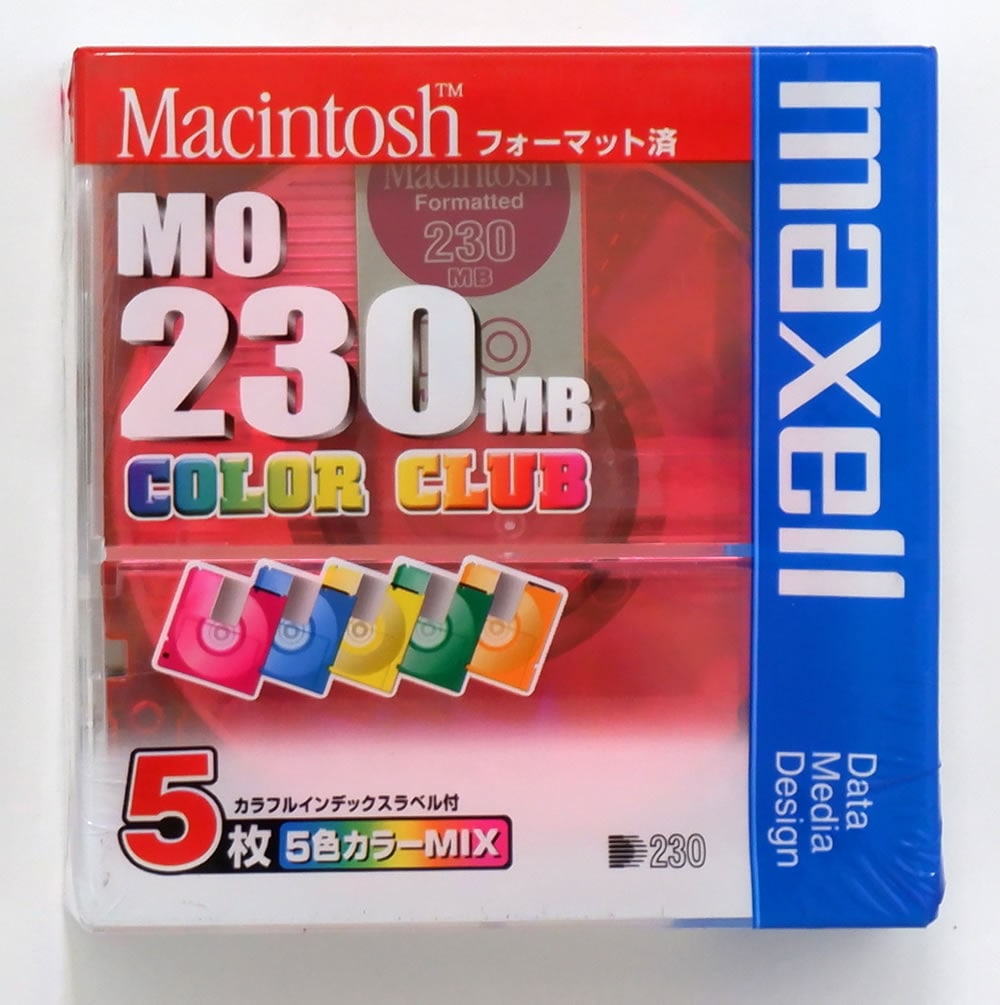 Macintosh™ フォーマット済
Macintosh
Formatted
230
MB
MO
230MB
COLOR CLUB
カラフルインデックスラベル付
5枚 5色カラーMIX
230
maxell
Data
Media
Design